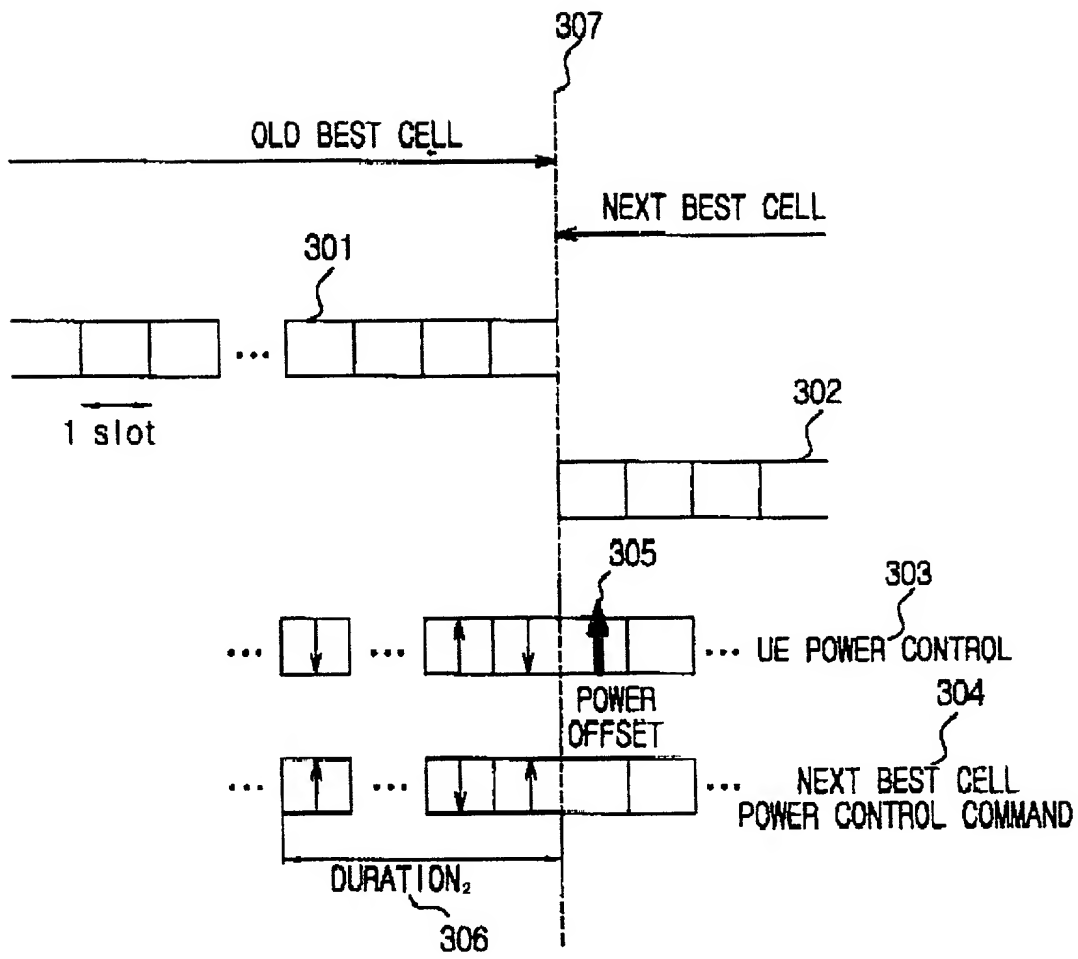 307
OLD BEST CELL
NEXT BEST CELL
301
...
1 slot
302
305
303
... ... ... UE POWER CONTROL
POWER
OFFSET
304
... ... ... NEXT BEST CELL
POWER CONTROL COMMAND
DURATION₂
306